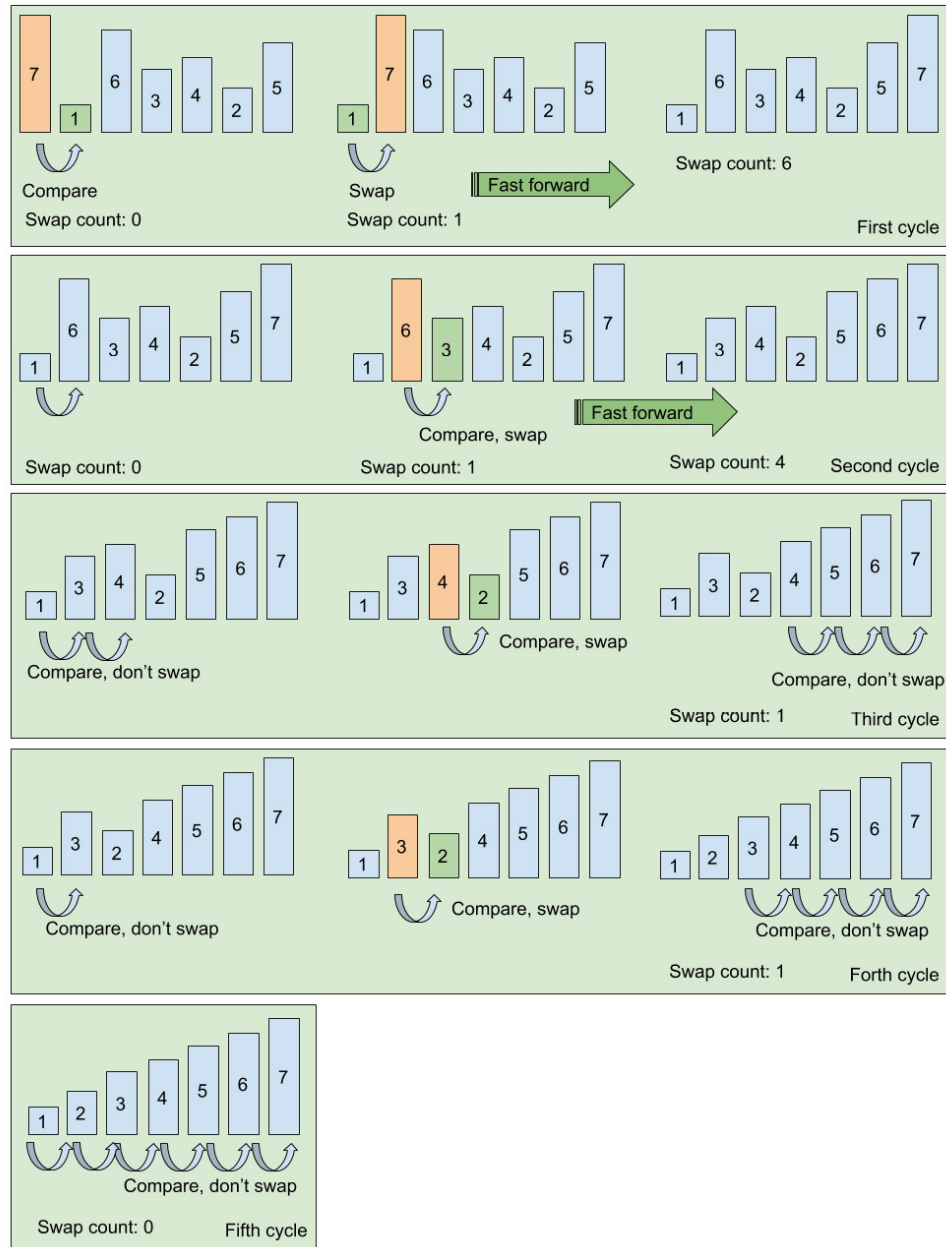 7 1 6 3 4 2 5
Compare
Swap count: 0
1 7 6 3 4 2 5
Swap
Swap count: 1
Fast forward
1 6 3 4 2 5 7
Swap count: 6
First cycle
1 6 3 4 2 5 7
Swap count: 0
1 6 3 4 2 5 7
Compare, swap
Swap count: 1
Fast forward
1 3 4 2 5 6 7
Swap count: 4
Second cycle
1 3 4 2 5 6 7
Compare, don't swap
1 3 4 2 5 6 7
Compare, swap
1 3 2 4 5 6 7
Compare, don't swap
Swap count: 1
Third cycle
1 3 2 4 5 6 7
Compare, don't swap
1 3 2 4 5 6 7
Compare, swap
1 2 3 4 5 6 7
Compare, don't swap
Swap count: 1
Forth cycle
1 2 3 4 5 6 7
Compare, don't swap
Swap count: 0
Fifth cycle